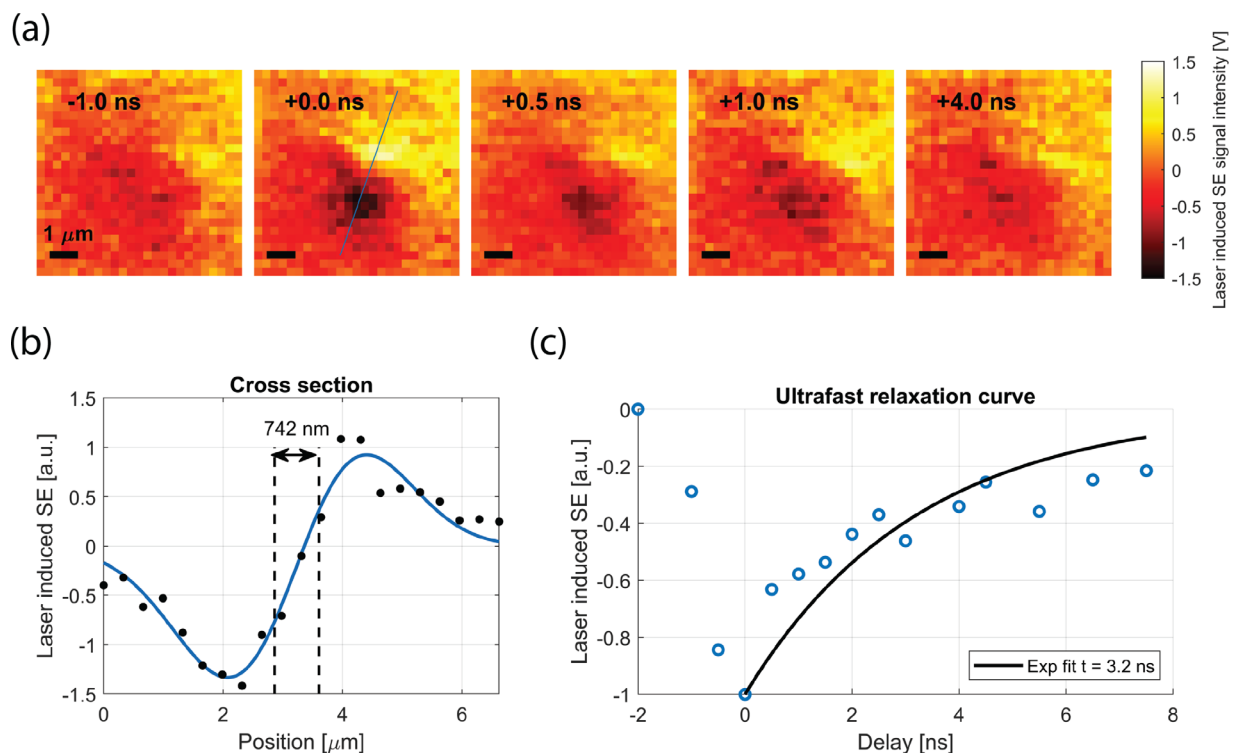 (a)
-1.0 ns
+0.0 ns
+0.5 ns
+1.0 ns
+4.0 ns
1 μm
1.5
1
0.5
0
-0.5
-1
-1.5
Laser induced SE signal intensity [V]
(b)
Cross section
742 nm
1.5
1
0.5
0
-0.5
-1
-1.5
Laser induced SE [a.u.]
0
2
4
6
Position [μm]
(c)
Ultrafast relaxation curve
0
-0.2
-0.4
-0.6
-0.8
-1
Laser induced SE [a.u.]
Exp fit t = 3.2 ns
-2
0
2
4
6
8
Delay [ns]